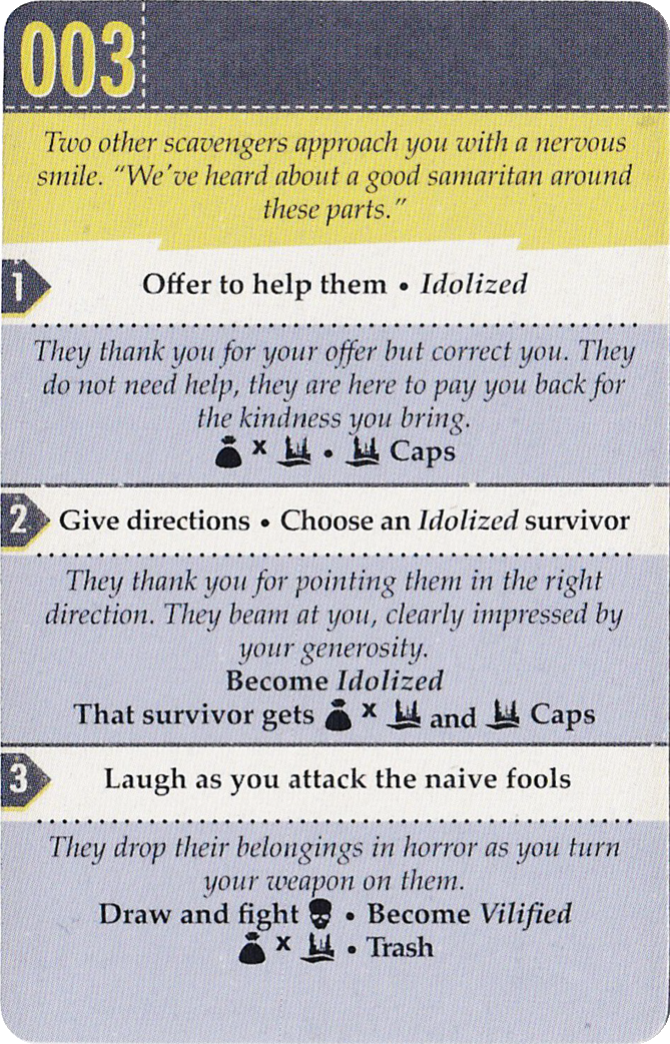 003
Two other scavengers approach you with a nervous
smile. “We’ve heard about a good samaritan around
these parts.”
1
Offer to help them • Idolized
They thank you for your offer but correct you. They
do not need help, they are here to pay you back for
the kindness you bring.
x • Caps
2
Give directions • Choose an Idolized survivor
They thank you for pointing them in the right
direction. They beam at you, clearly impressed by
your generosity.
Become Idolized
That survivor gets x and Caps
3
Laugh as you attack the naive fools
They drop their belongings in horror as you turn
your weapon on them.
Draw and fight • Become Vilified
x • Trash